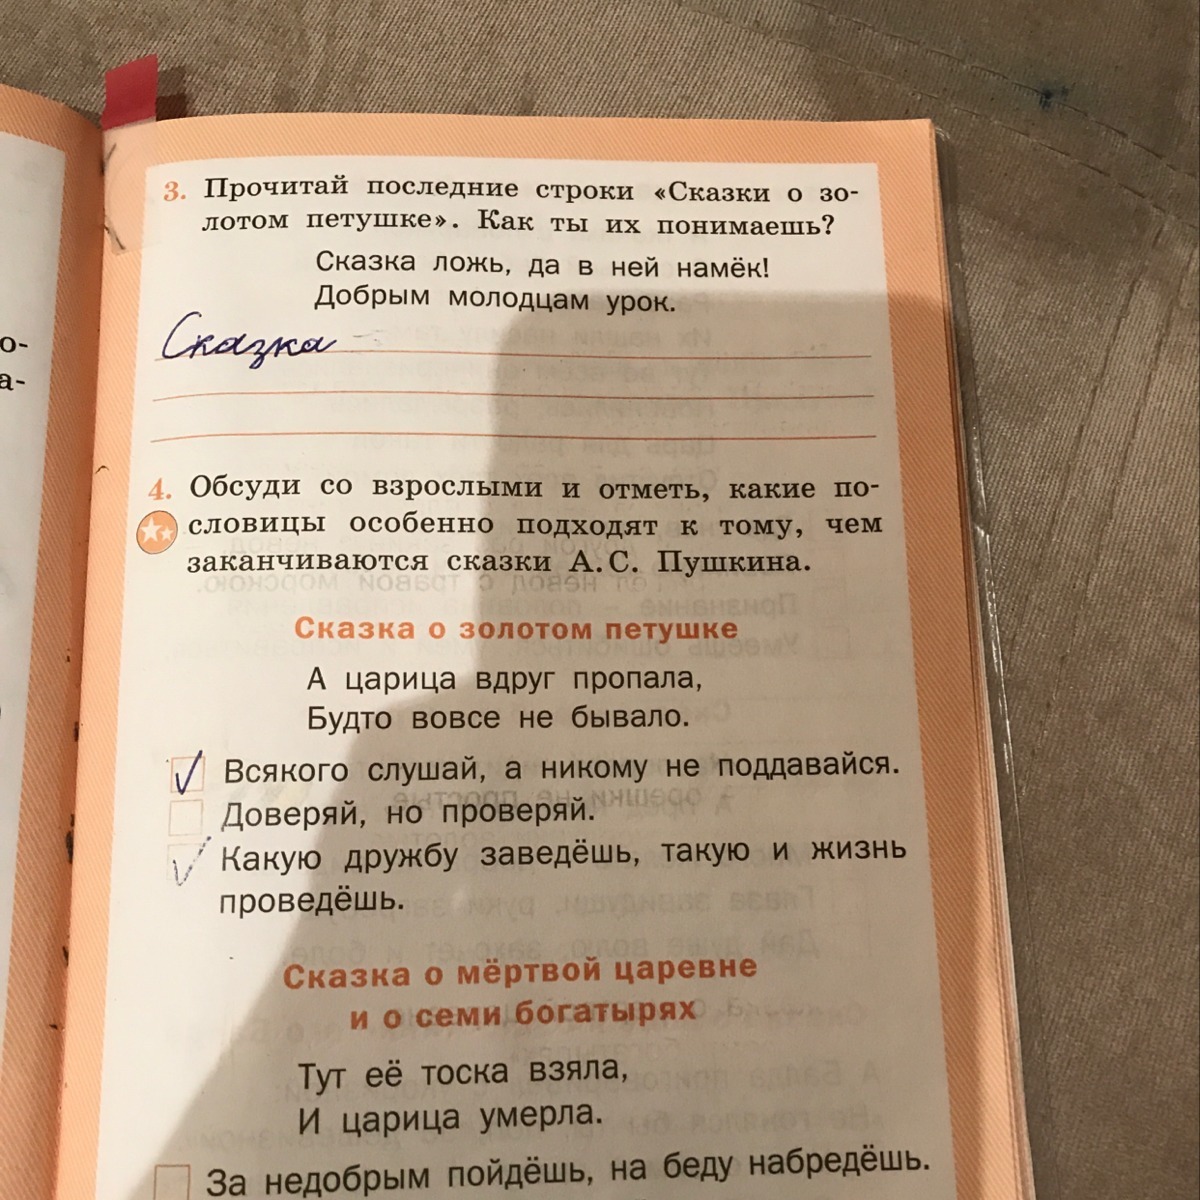 3. Прочитай последние строки «Сказки о зо-
лотом петушке». Как ты их понимаешь?
Сказка ложь, да в ней намёк!
Добрым молодцам урок.
Сказка
о-
а-
4. Обсуди со взрослыми и отметь, какие по-
словицы особенно подходят к тому, чем
заканчиваются сказки А. С. Пушкина.
Сказка о золотом петушке
А царица вдруг пропала,
Будто вовсе не бывало.
Всякого слушай, а никому не поддавайся.
Доверяй, но проверяй.
Какую дружбу заведёшь, такую и жизнь
проведёшь.
Сказка о мёртвой царевне
и о семи богатырях
Тут её тоска взяла,
И царица умерла.
За недобрым пойдёшь, на беду набредёшь.